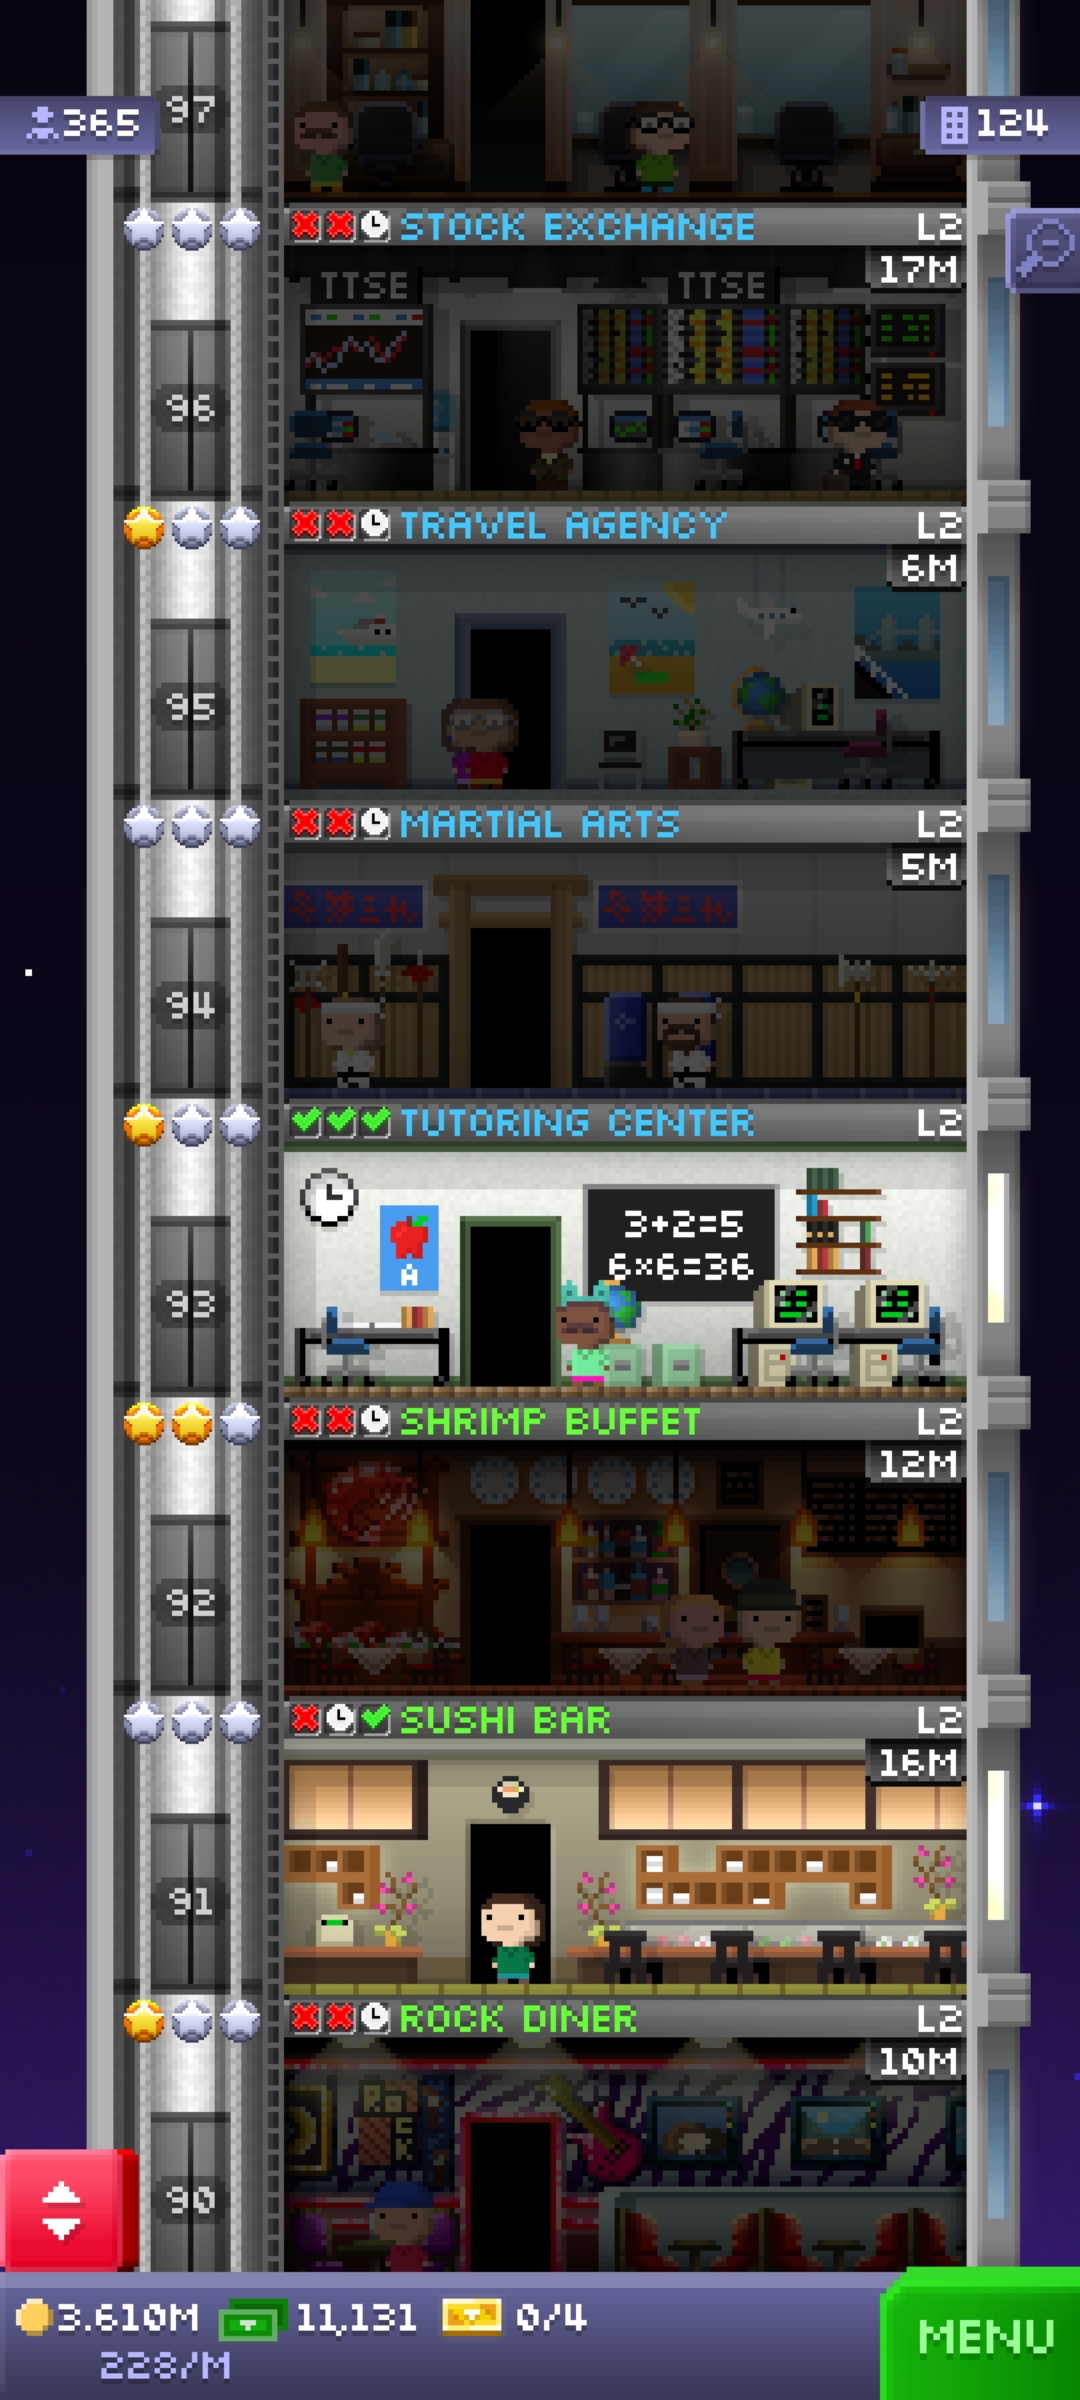 97
365
124
STOCK EXCHANGE L2
17M
TTSE TTSE
96
TRAVEL AGENCY L2
6M
95
MARTIAL ARTS L2
5M
94
TUTORING CENTER L2
3+2=5
6×6=36
A
93
SHRIMP BUFFET L2
12M
92
SUSHI BAR L2
16M
91
ROCK DINER L2
10M
90
3.610M 11,131 0/4
228/M
MENU